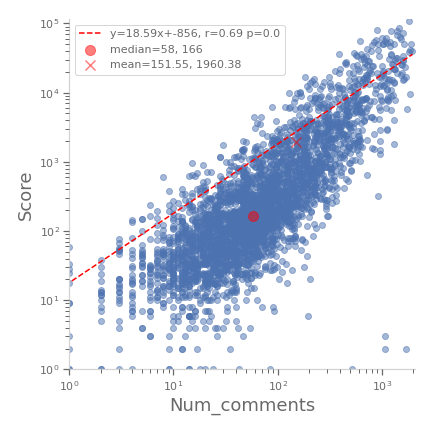 y=18.59x+-856, r=0.69 p=0.0
median=58, 166
mean=151.55, 1960.38
10⁵
10⁴
10³
10²
10¹
10⁰
Score
10⁰ 10¹ 10² 10³
Num_comments